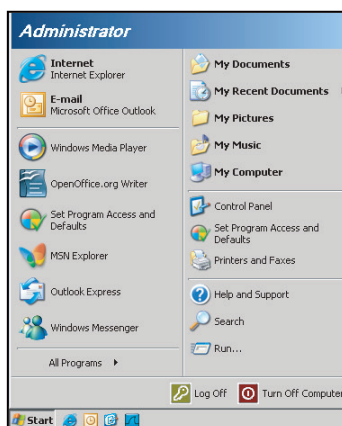 Administrator
Internet
Internet Explorer
E-mail
Microsoft Office Outlook
Windows Media Player
OpenOffice.org Writer
Set Program Access and
Defaults
MSN Explorer
Outlook Express
Windows Messenger
All Programs
My Documents
My Recent Documents
My Pictures
My Music
My Computer
Control Panel
Set Program Access and
Defaults
Printers and Faxes
Help and Support
Search
Run...
Log Off
Turn Off Computer
Start